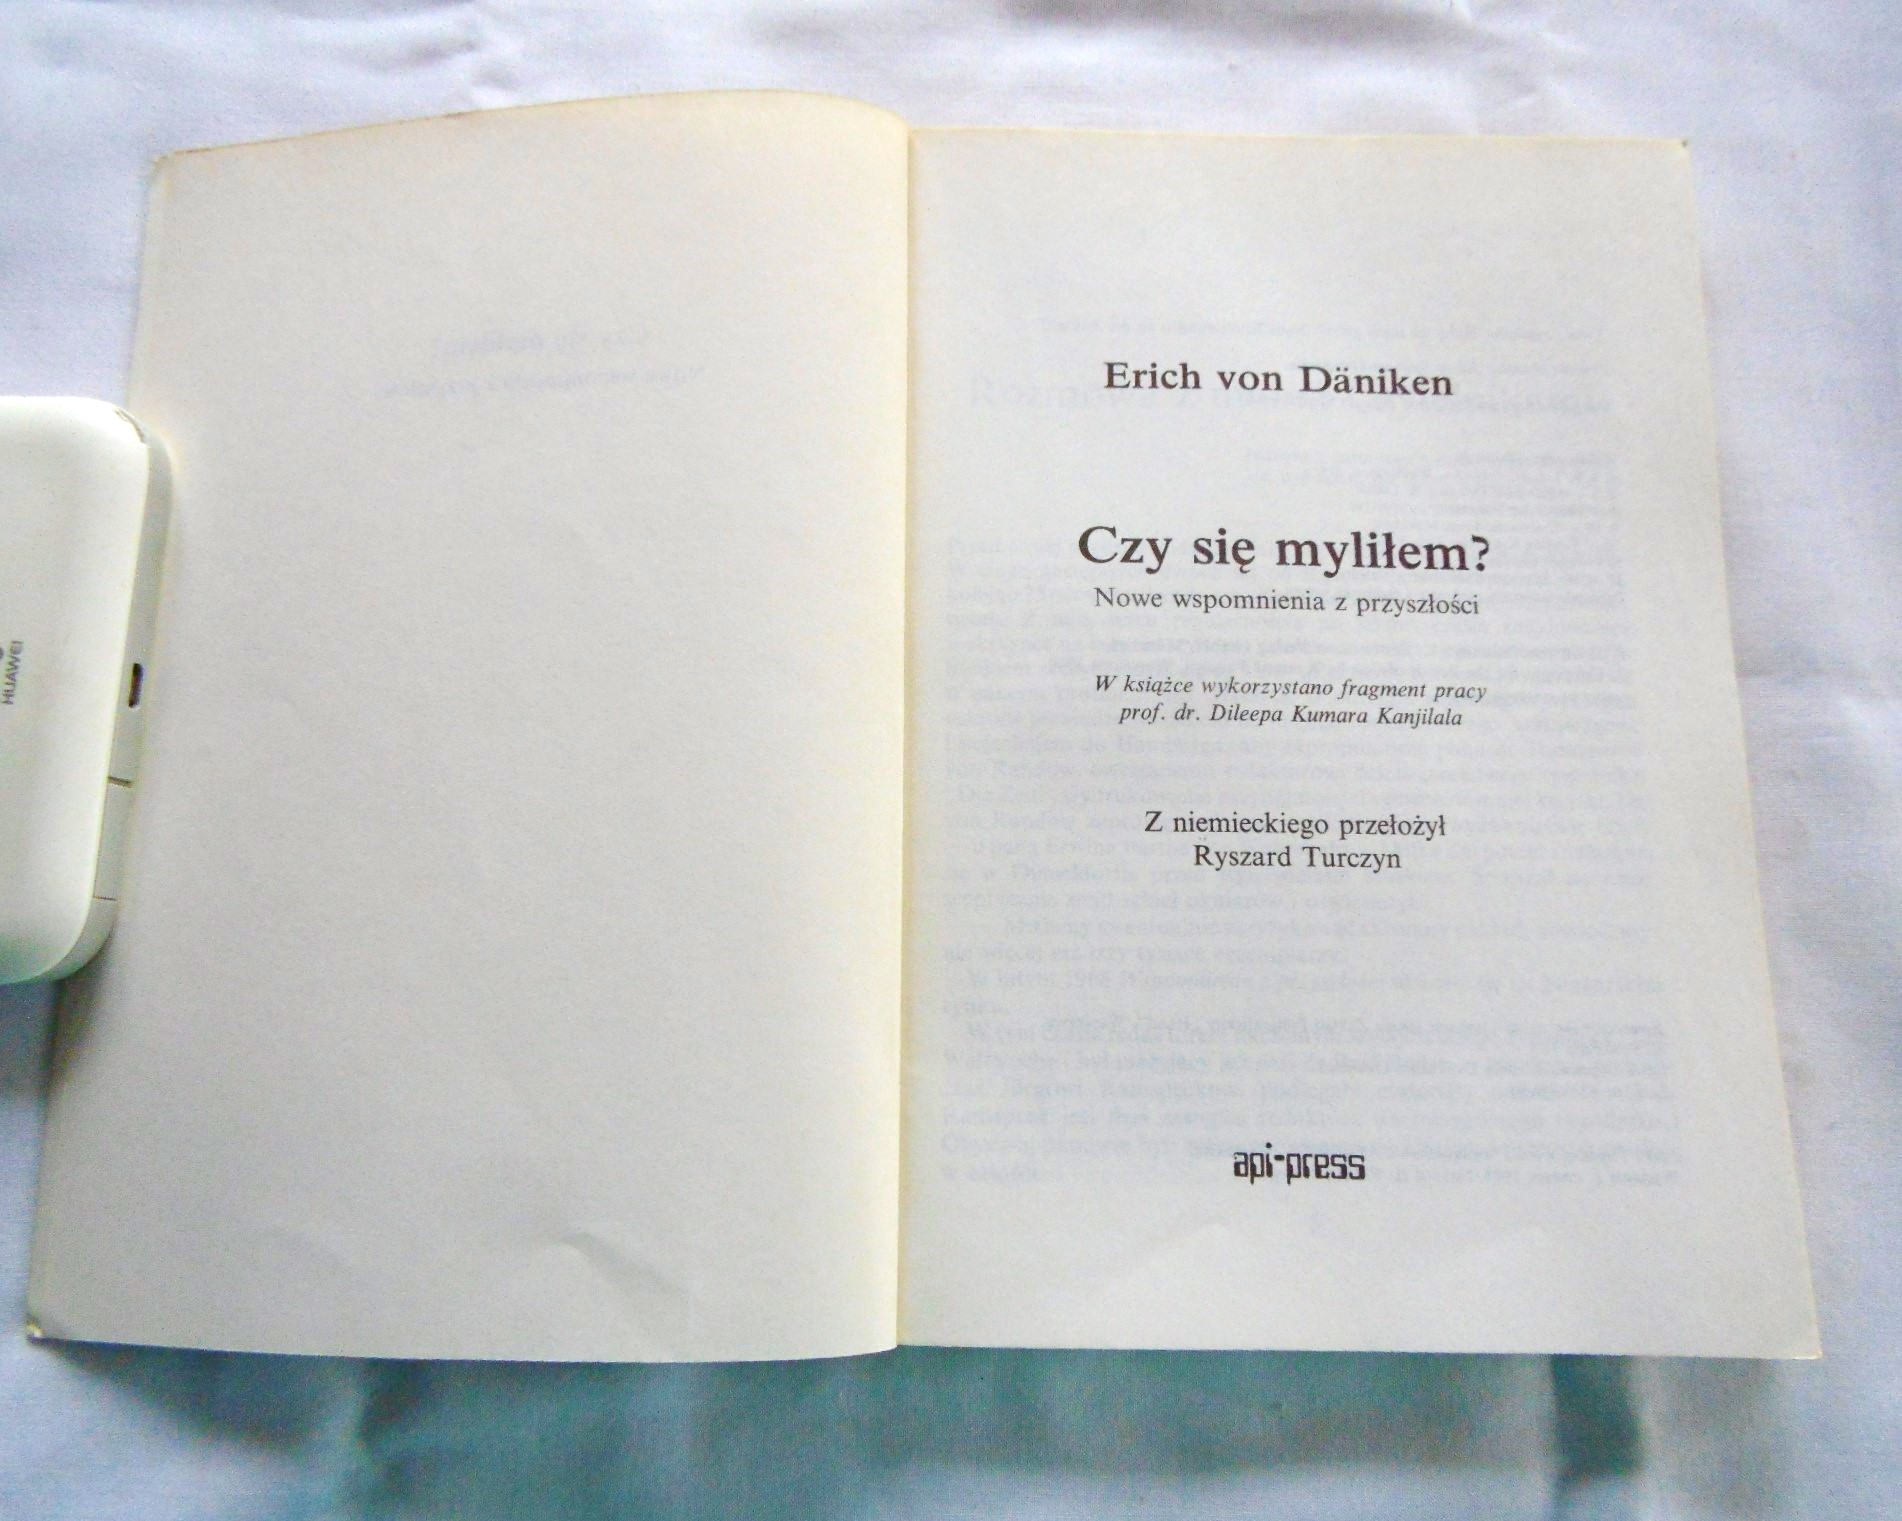 HUAWEI
Erich von Däniken
Czy się myliłem?
Nowe wspomnienia z przyszłości
W książce wykorzystano fragment pracy
prof. dr. Dileepa Kumara Kanjilala
Z niemieckiego przełożył
Ryszard Turczyn
api-press